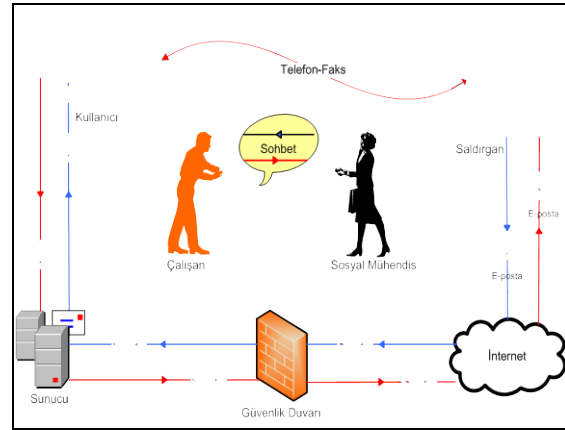 Telefon-Faks
Kullanıcı
Sohbet
Saldırgan
E-posta
Çalışan
Sosyal Mühendis
E-posta
İnternet
Sunucu
Güvenlik Duvarı